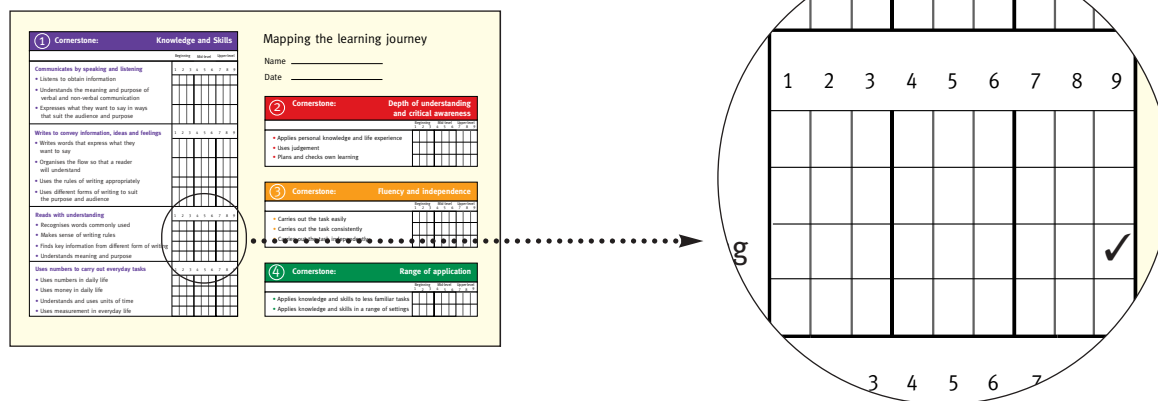 1 Cornerstone: Knowledge and Skills
Beginning Mid level Upper level
Communicates by speaking and listening 1 2 3 4 5 6 7 8 9
• Listens to obtain information
• Understands the meaning and purpose of
verbal and non-verbal communication
• Expresses what they want to say in ways
that suit the audience and purpose
Writes to convey information, ideas and feelings 1 2 3 4 5 6 7 8 9
• Writes words that express what they
want to say
• Organises the flow so that a reader
will understand
• Uses the rules of writing appropriately
• Uses different forms of writing to suit
the purpose and audience
Reads with understanding 1 2 3 4 5 6 7 8 9
• Recognises words commonly used
• Makes sense of writing rules
• Finds key information from different form of writing
• Understands meaning and purpose
Uses numbers to carry out everyday tasks 1 2 3 4 5 6 7 8 9
• Uses numbers in daily life
• Uses money in daily life
• Understands and uses units of time
• Uses measurement in everyday life
Mapping the learning journey
Name
Date
2 Cornerstone: Depth of understanding
and critical awareness
Beginning Mid level Upper level
1 2 3 4 5 6 7 8 9
• Applies personal knowledge and life experience
• Uses judgement
• Plans and checks own learning
3 Cornerstone: Fluency and independence
Beginning Mid level Upper level
1 2 3 4 5 6 7 8 9
• Carries out the task easily
• Carries out the task consistently
• Carries out the task independently
4 Cornerstone: Range of application
Beginning Mid level Upper level
1 2 3 4 5 6 7 8 9
• Applies knowledge and skills to less familiar tasks
• Applies knowledge and skills in a range of settings
1 2 3 4 5 6 7 8 9
g ✓
3 4 5 6 7